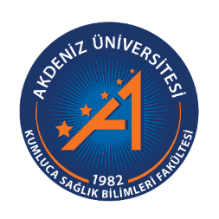 AKDENİZ ÜNİVERSİTESİ
1982
KUMLUCA SAĞLIK BİLİMLERİ FAKÜLTESİ